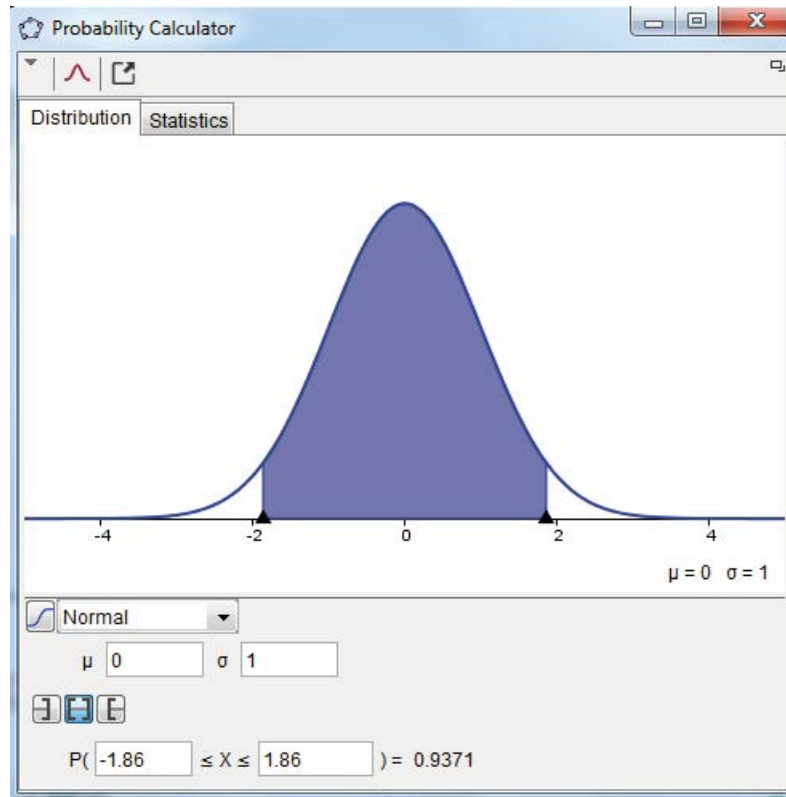 Probability Calculator
Distribution Statistics
-4 -2 0 2 4
μ = 0 σ = 1
Normal
μ 0 σ 1
P( -1.86 ≤ X ≤ 1.86 ) = 0.9371